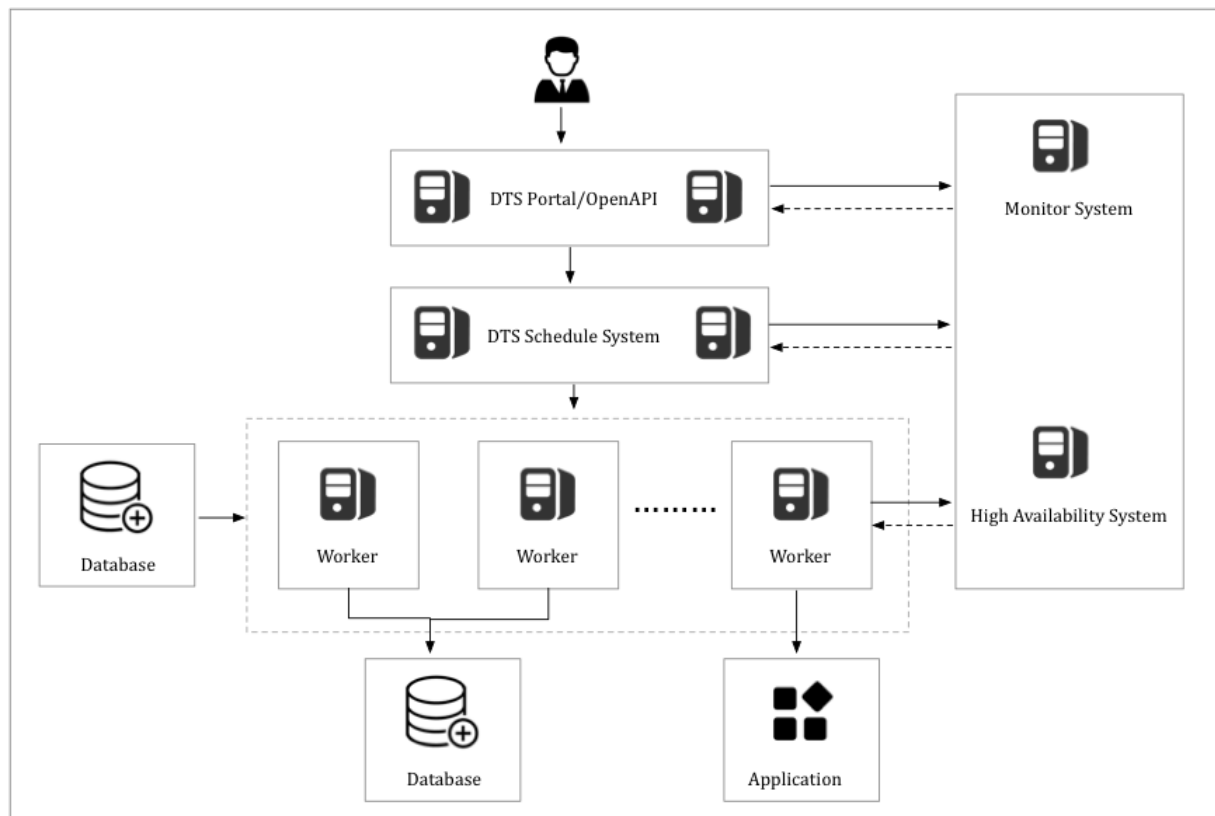 DTS Portal/OpenAPI
Monitor System
DTS Schedule System
High Availability System
Database
Worker
Worker
Worker
Database
Application